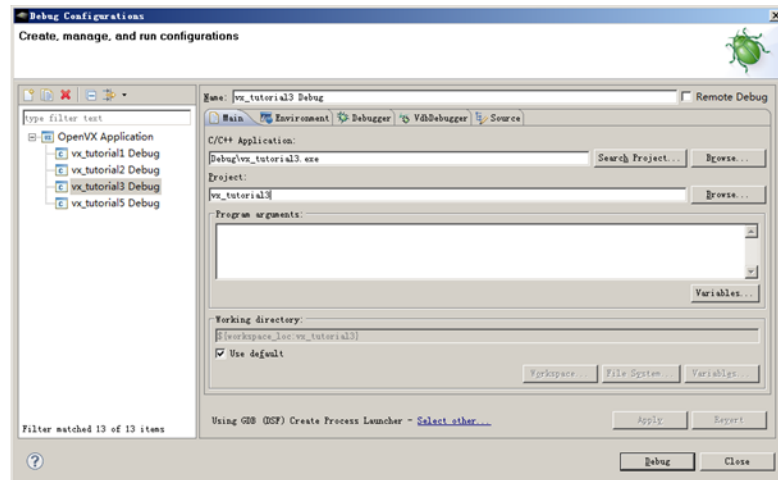 Debug Configurations
Create, manage, and run configurations
type filter text
OpenVX Application
vx_tutorial1 Debug
vx_tutorial2 Debug
vx_tutorial3 Debug
vx_tutorial5 Debug
Filter matched 13 of 13 items
Name: vx_tutorial3 Debug
Remote Debug
Main Environment Debugger VdbDebugger Source
C/C++ Application:
Debug\vx_tutorial3.exe Search Project... Browse...
Project:
vx_tutorial3 Browse...
Program arguments:
Variables...
Working directory:
${workspace_loc:vx_tutorial3}
Use default
Workspace... File System... Variables...
Using GDB (DSF) Create Process Launcher - Select other... Apply Revert
Debug Close